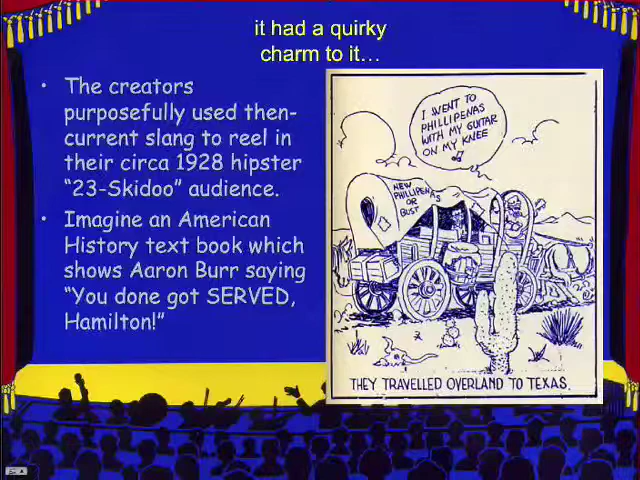 it had a quirky
charm to it…
• The creators
purposefully used then-
current slang to reel in
their circa 1928 hipster
“23-Skidoo” audience.
• Imagine an American
History text book which
shows Aaron Burr saying
“You done got SERVED,
Hamilton!”
I WENT TO
PHILLIPENAS
WITH MY GUITAR
ON MY KNEE
NEW
PHILLIPENAS
OR
BUST
THEY TRAVELLED OVERLAND TO TEXAS.